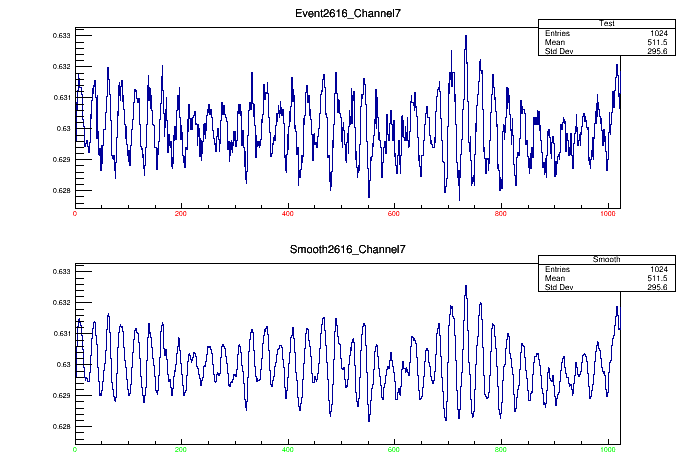 Event2616_Channel7
Test
Entries 1024
Mean 511.5
Std Dev 295.6
0.633
0.632
0.631
0.63
0.629
0.628
0 200 400 600 800 1000
Smooth2616_Channel7
Smooth
Entries 1024
Mean 511.5
Std Dev 295.6
0.633
0.632
0.631
0.63
0.629
0.628
0 200 400 600 800 1000